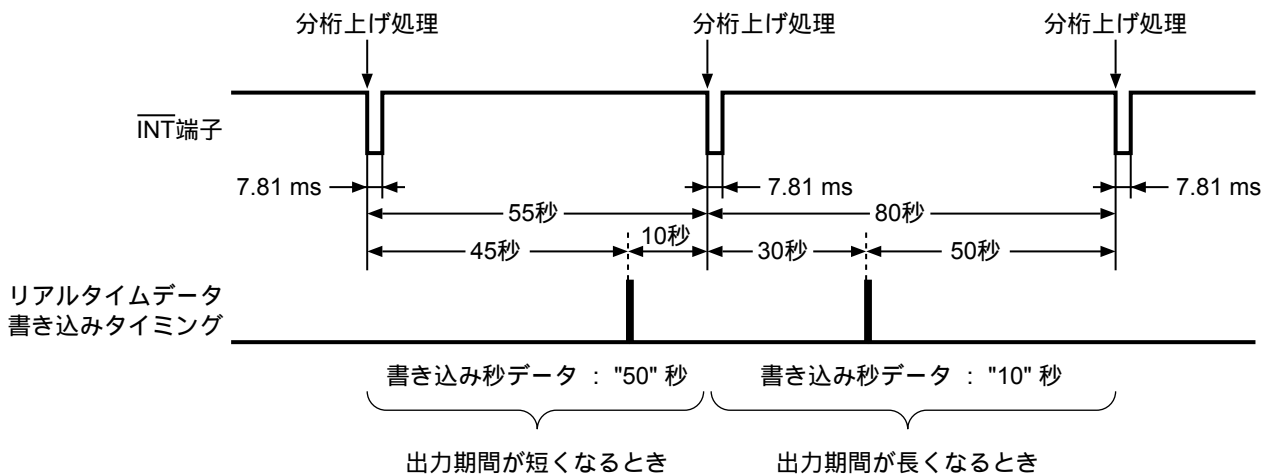 分桁上げ処理 分桁上げ処理 分桁上げ処理
INT端子
7.81 ms 7.81 ms 7.81 ms
55秒 80秒
45秒 10秒 30秒 50秒
リアルタイムデータ
書き込みタイミング
書き込み秒データ : "50" 秒 書き込み秒データ : "10" 秒
出力期間が短くなるとき 出力期間が長くなるとき